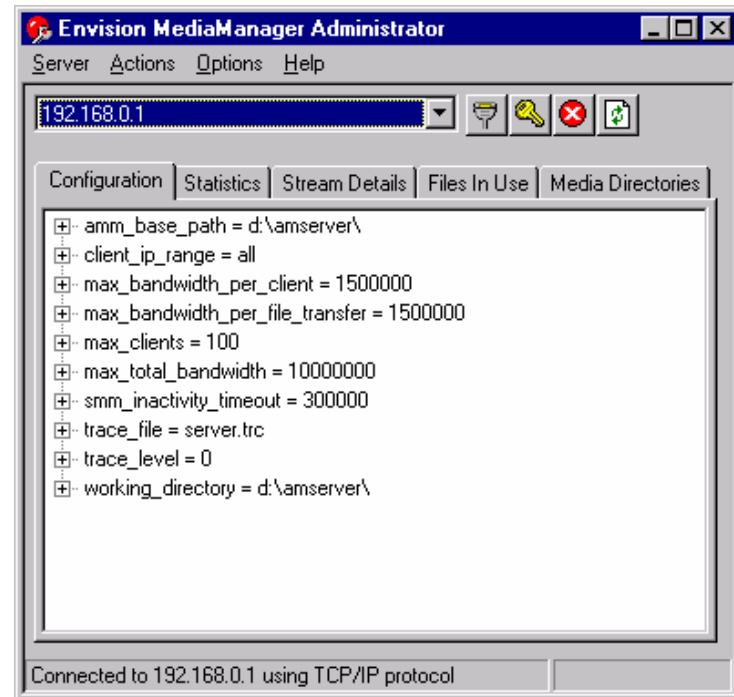 Envision MediaManager Administrator
Server Actions Options Help
192.168.0.1
Configuration Statistics Stream Details Files In Use Media Directories
amm_base_path = d:\amserver\
client_ip_range = all
max_bandwidth_per_client = 1500000
max_bandwidth_per_file_transfer = 1500000
max_clients = 100
max_total_bandwidth = 10000000
smm_inactivity_timeout = 300000
trace_file = server.trc
trace_level = 0
working_directory = d:\amserver\
Connected to 192.168.0.1 using TCP/IP protocol